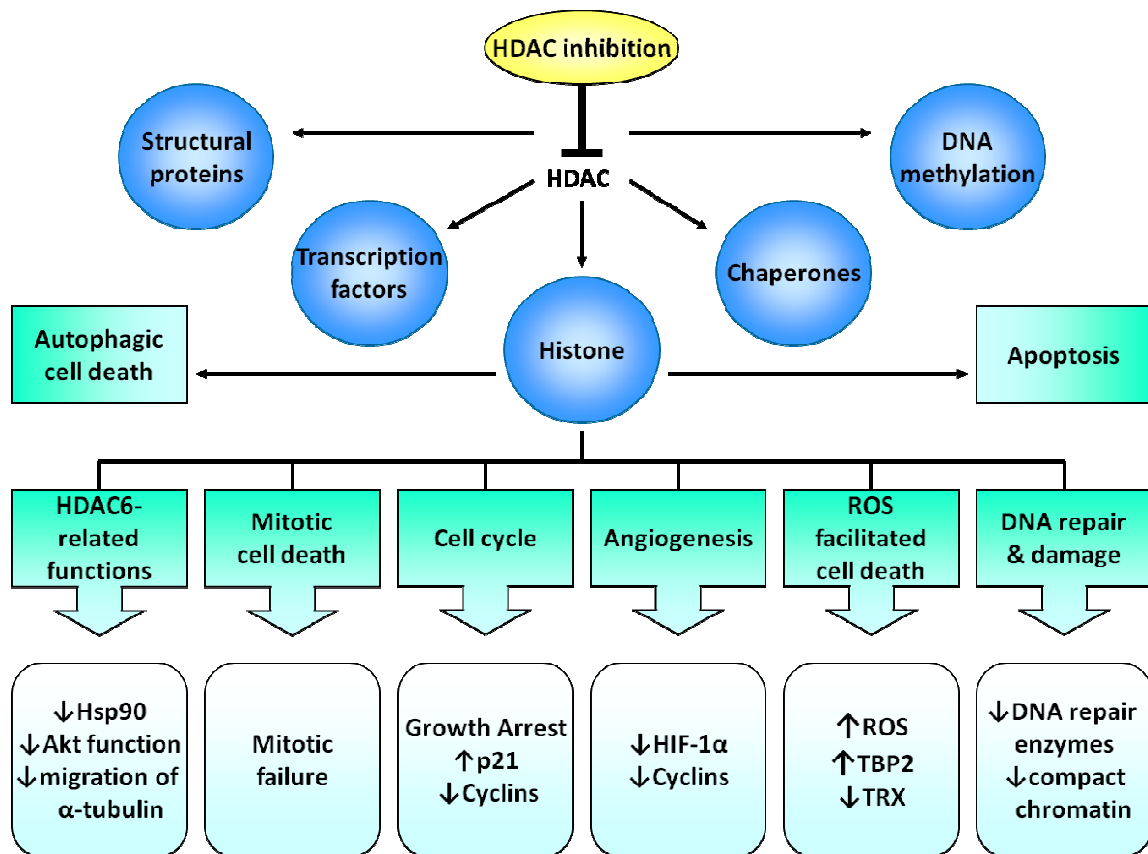 HDAC inhibition
Structural
proteins
DNA
methylation
HDAC
Transcription
factors
Chaperones
Histone
Autophagic
cell death
Apoptosis
HDAC6-
related
functions
Mitotic
cell death
Cell cycle
Angiogenesis
ROS
facilitated
cell death
DNA repair
& damage
↓Hsp90
↓Akt function
↓migration of
α-tubulin
Mitotic
failure
Growth Arrest
↑p21
↓Cyclins
↓HIF-1α
↓Cyclins
↑ROS
↑TBP2
↓TRX
↓DNA repair
enzymes
↓compact
chromatin